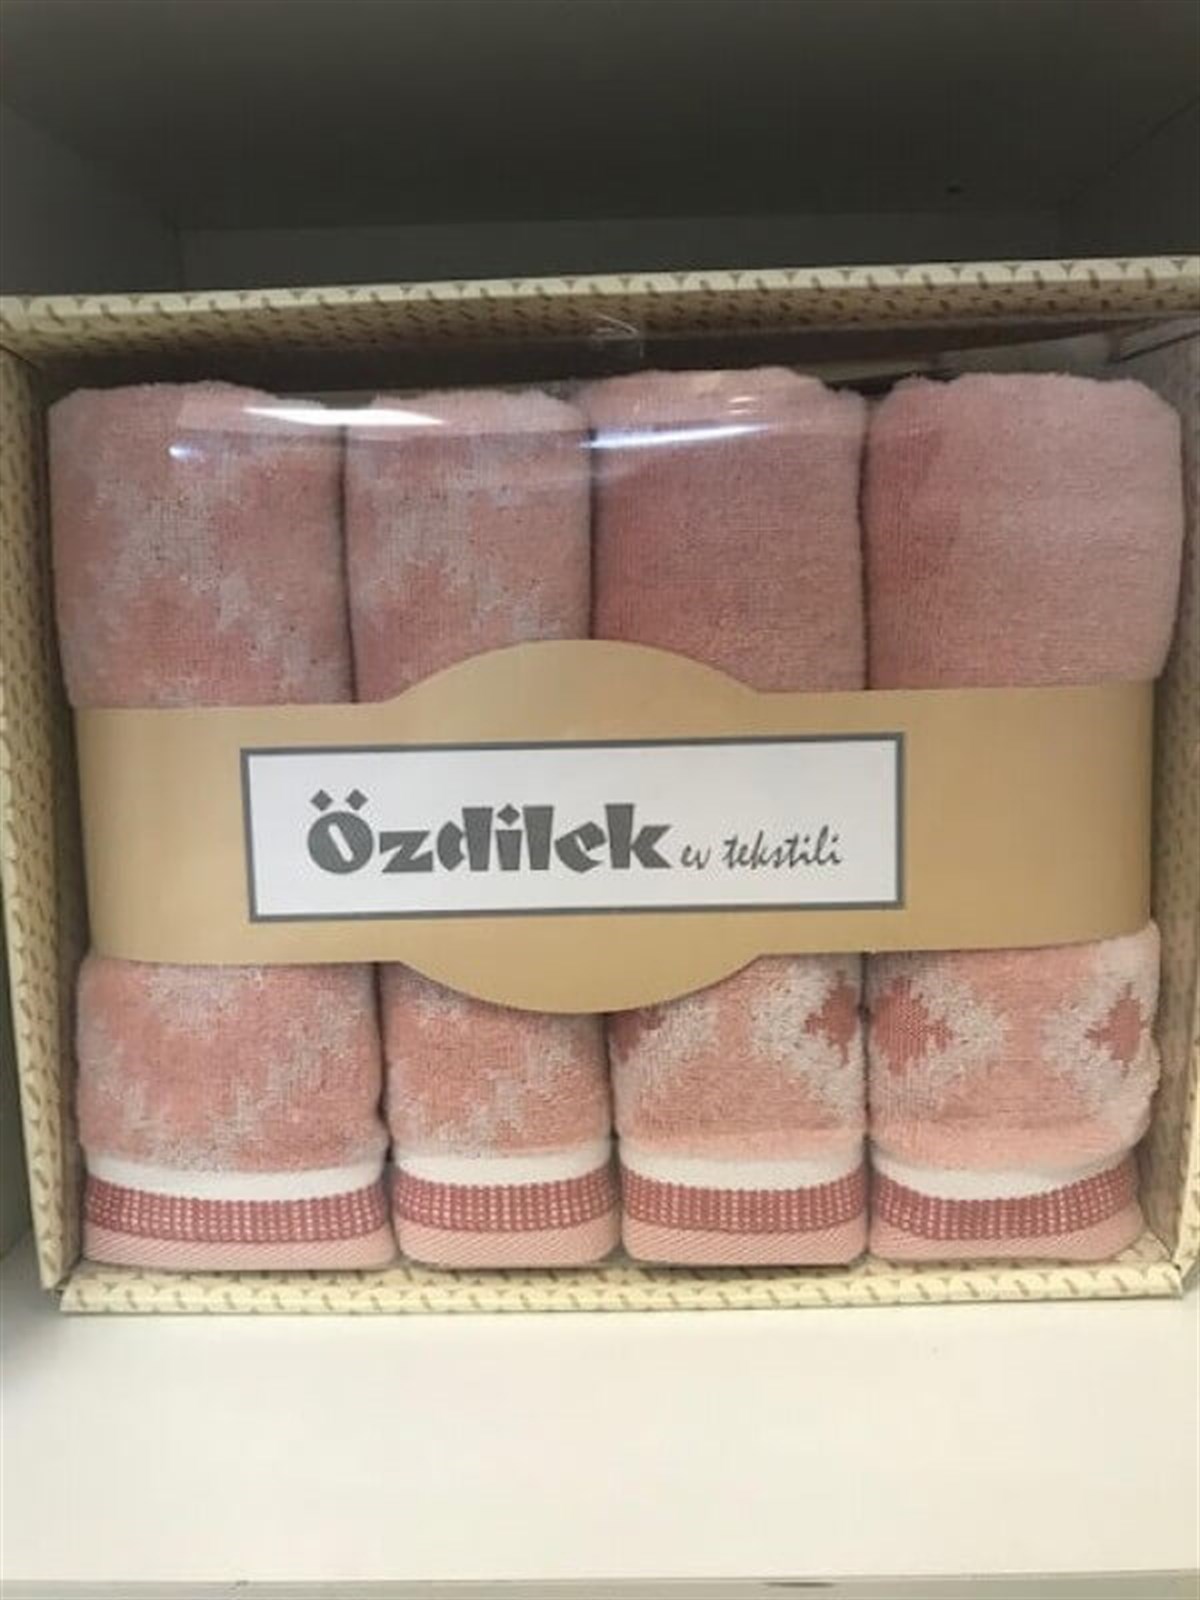 Özdilek ev tekstili